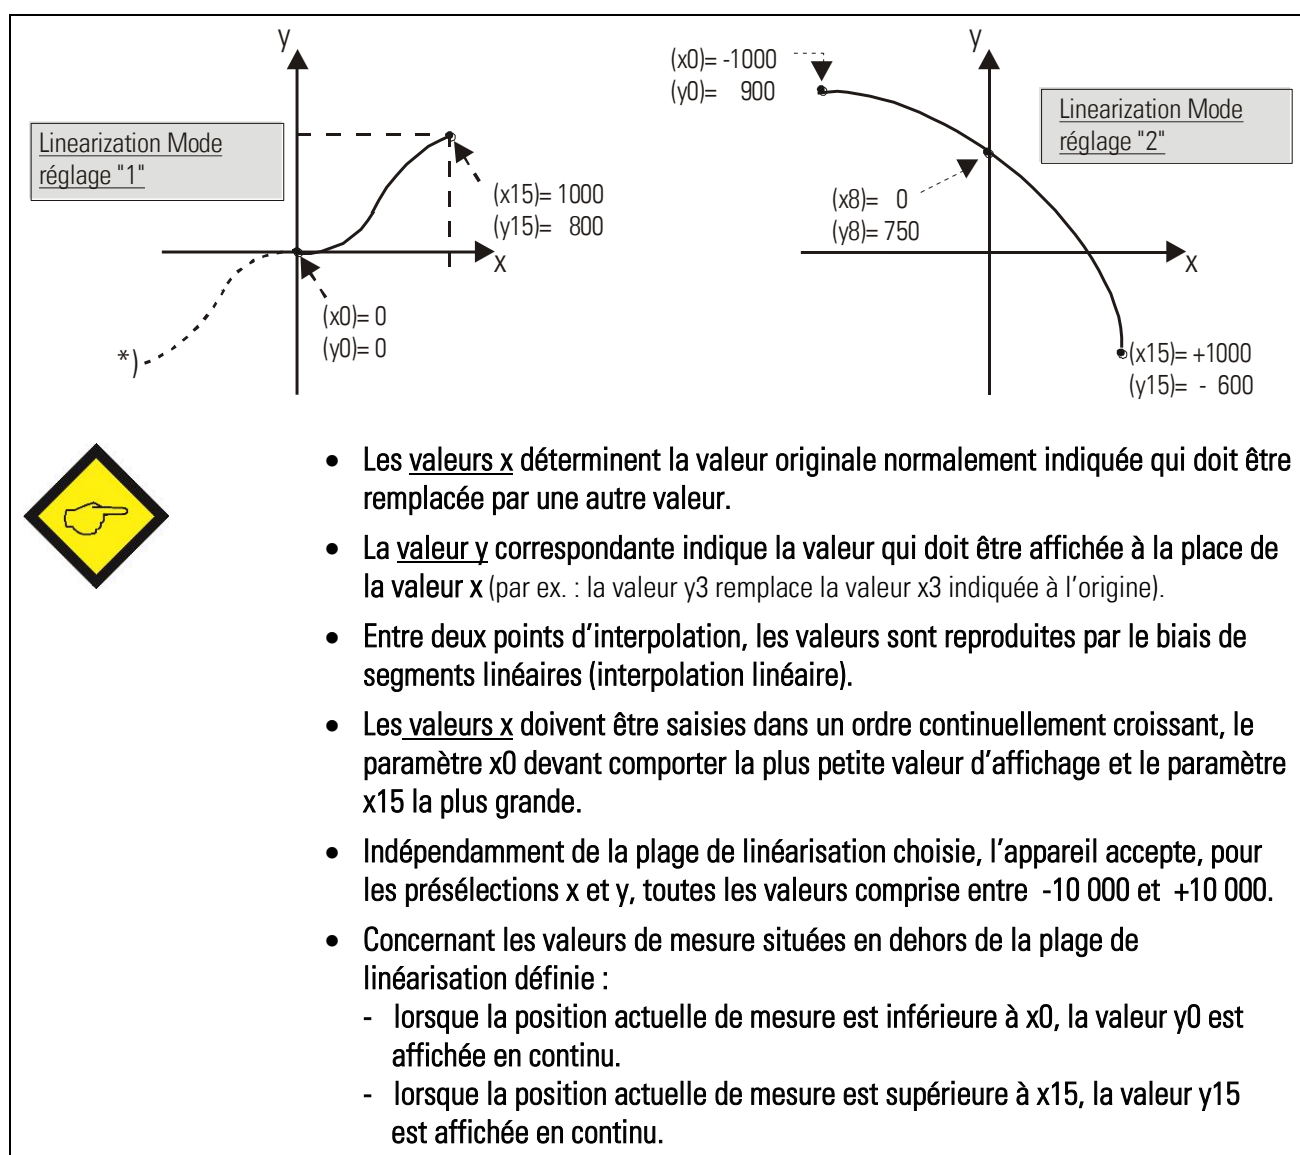 y
Linearization Mode
réglage "1"
(x15)= 1000
(y15)= 800
x
(x0)= 0
(y0)= 0
*)
(x0)= -1000
(y0)= 900
y
Linearization Mode
réglage "2"
(x8)= 0
(y8)= 750
x
(x15)= +1000
(y15)= - 600
• Les valeurs x déterminent la valeur originale normalement indiquée qui doit être
remplacée par une autre valeur.
• La valeur y correspondante indique la valeur qui doit être affichée à la place de
la valeur x (par ex. : la valeur y3 remplace la valeur x3 indiquée à l’origine).
• Entre deux points d’interpolation, les valeurs sont reproduites par le biais de
segments linéaires (interpolation linéaire).
• Les valeurs x doivent être saisies dans un ordre continuellement croissant, le
paramètre x0 devant comporter la plus petite valeur d’affichage et le paramètre
x15 la plus grande.
• Indépendamment de la plage de linéarisation choisie, l’appareil accepte, pour
les présélections x et y, toutes les valeurs comprise entre -10 000 et +10 000.
• Concernant les valeurs de mesure situées en dehors de la plage de
linéarisation définie :
- lorsque la position actuelle de mesure est inférieure à x0, la valeur y0 est
affichée en continu.
- lorsque la position actuelle de mesure est supérieure à x15, la valeur y15
est affichée en continu.